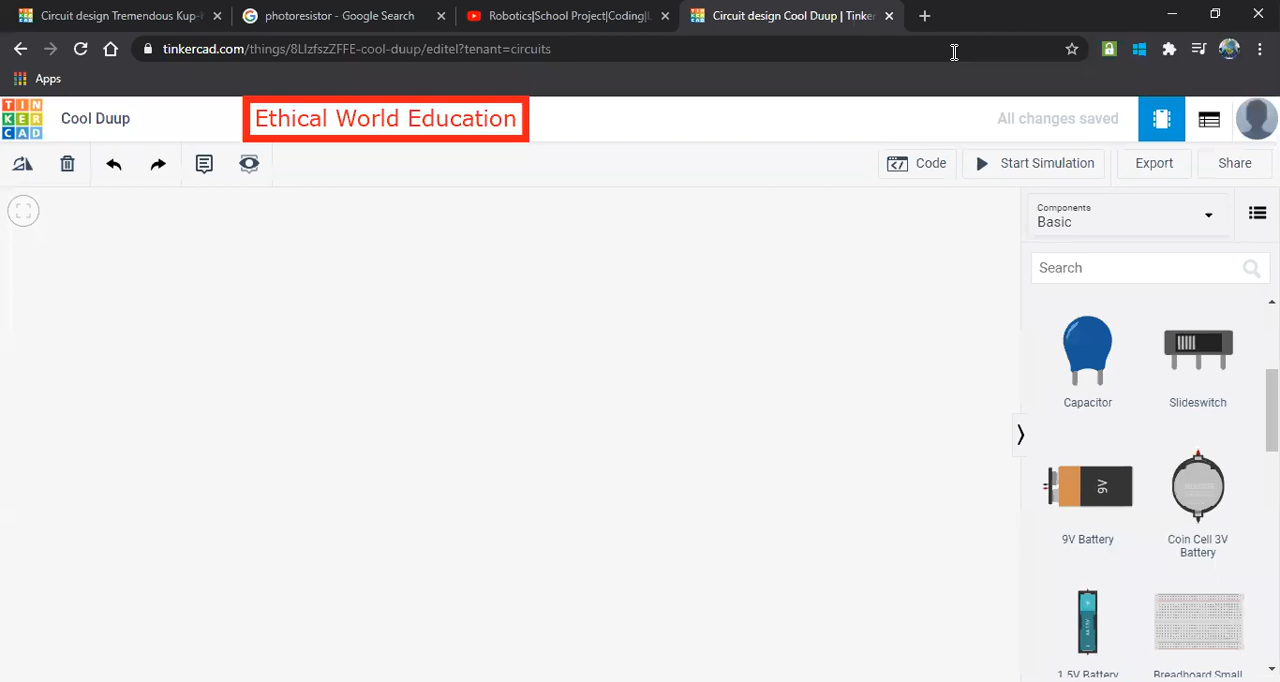 Circuit design Tremendous Kup-
photoresistor - Google Search
Robotics|School Project|Coding|
Circuit design Cool Duup | Tinker
tinkercad.com/things/8LIzfszZFFE-cool-duup/editel?tenant=circuits
Apps
TIN
KER
CAD
Cool Duup
Ethical World Education
All changes saved
Code
Start Simulation
Export
Share
Components
Basic
Search
Capacitor
Slideswitch
9V
9V Battery
Coin Cell 3V
Battery
1.5V Battery
Breadboard Small